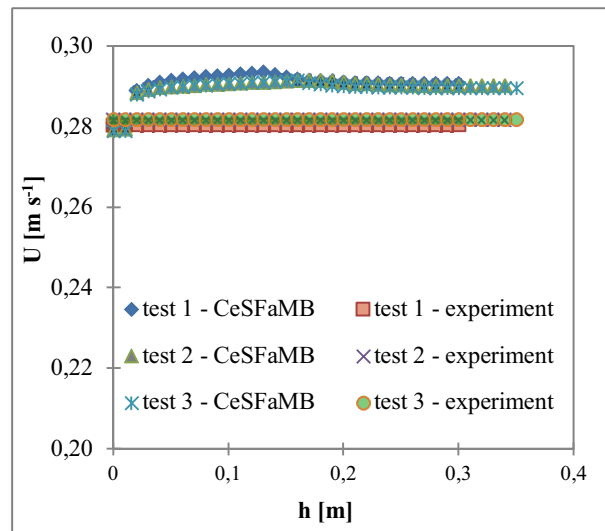 0,30
0,28
0,26
0,24
0,22
0,20
U [m s⁻¹]
test 1 - CeSFaMB test 1 - experiment
test 2 - CeSFaMB test 2 - experiment
test 3 - CeSFaMB test 3 - experiment
0 0,1 0,2 0,3 0,4
h [m]